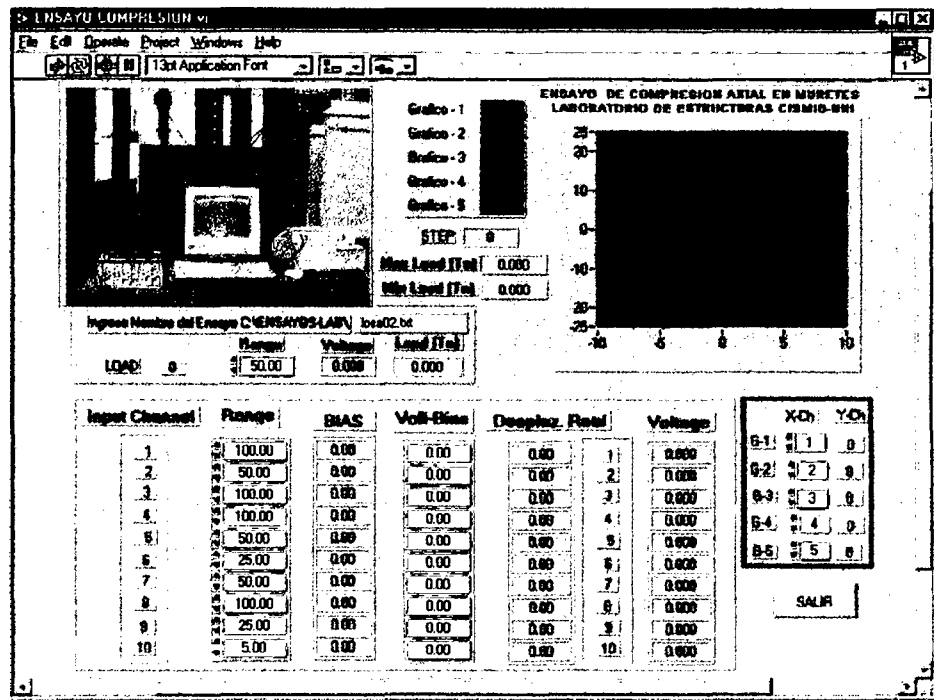 ENSAYO COMPRESION vi
File Edit Operate Project Windows Help
13pt Application Font
1
ENSAYO DE COMPRESION AXIAL EN MURETES
LABORATORIO DE ESTRUCTURAS CISMID-UNI
Grafico - 1
Grafico - 2
Grafico - 3
Grafico - 4
Grafico - 5
STEP 0
Max Load [Tn] 0.000
Min Load [Tn] 0.000
25
20
10
0
-10
-20
-25
-10 -5 0 5 10
Ingrese Nombre del Ensayo C:\ENSAYOS-LAB\ losa02.txt
Range Voltage Load [Tn]
LOAD 0 50.00 0.000 0.000
Input Channel Range BIAS Volt-Bias Desplaz. Real Voltage
1 100.00 0.00 0.00 0.00 1 0.000
2 50.00 0.00 0.00 0.00 2 0.000
3 100.00 0.00 0.00 0.00 3 0.000
4 100.00 0.00 0.00 0.00 4 0.000
5 50.00 0.00 0.00 0.00 5 0.000
6 25.00 0.00 0.00 0.00 6 0.000
7 50.00 0.00 0.00 0.00 7 0.000
8 100.00 0.00 0.00 0.00 8 0.000
9 25.00 0.00 0.00 0.00 9 0.000
10 5.00 0.00 0.00 0.00 10 0.000
X-Ch Y-Ch
G-1 1 0
G-2 2 0
G-3 3 0
G-4 4 0
G-5 5 0
SALIR